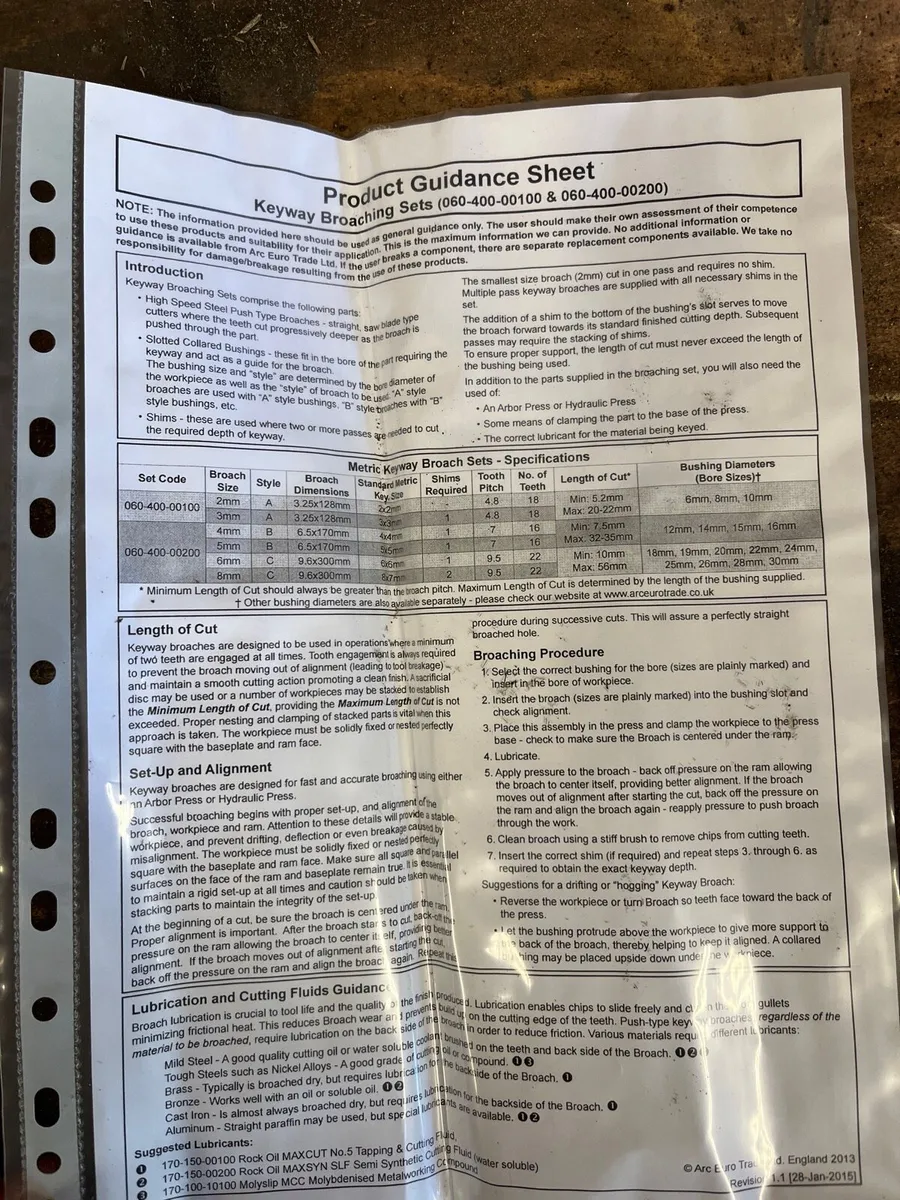 Product Guidance Sheet
Keyway Broaching Sets (060-400-00100 & 060-400-00200)
NOTE: The information provided here should be used as general guidance only. The user should make their own assessment of their competence
to use these products and suitability for their application. This is the maximum information we can provide. No additional information or
guidance is available from Arc Euro Trade Ltd. If the user breaks a component, there are separate replacement components available. We take no
responsibility for damage/breakage resulting from the use of these products.
Introduction
Keyway Broaching Sets comprise the following parts:
• High Speed Steel Push Type Broaches - straight, saw blade type
cutters where the teeth cut progressively deeper as the broach is
pushed through the part.
• Slotted Collared Bushings - these fit in the bore of the part requiring the
keyway and act as a guide for the broach.
The bushing size and "style" are determined by the bore diameter of
the workpiece as well as the "style" of broach to be used. "A" style
broaches are used with "A" style bushings, "B" style broaches with "B"
style bushings, etc.
• Shims - these are used where two or more passes are needed to cut
the required depth of keyway.
The smallest size broach (2mm) cut in one pass and requires no shim.
Multiple pass keyway broaches are supplied with all necessary shims in the
set.
The addition of a shim to the bottom of the bushing's slot serves to move
the broach forward towards its standard finished cutting depth. Subsequent
passes may require the stacking of shims.
To ensure proper support, the length of cut must never exceed the length of
the bushing being used.
In addition to the parts supplied in the broaching set, you will also need the
used of:
• An Arbor Press or Hydraulic Press
• Some means of clamping the part to the base of the press.
• The correct lubricant for the material being keyed.
Metric Keyway Broach Sets - Specifications
Set Code Broach Size Style Broach Dimensions Standard Metric Key Size Shims Required Tooth Pitch No. of Teeth Length of Cut* Bushing Diameters (Bore Sizes)†
060-400-00100 2mm A 3.25x128mm 2x2mm - 4.8 18 Min: 5.2mm Max: 20-22mm 6mm, 8mm, 10mm
3mm A 3.25x128mm 3x3mm 1 4.8 18
060-400-00200 4mm B 6.5x170mm 4x4mm 1 7 16 Min: 7.5mm Max. 32-35mm 12mm, 14mm, 15mm, 16mm
5mm B 6.5x170mm 5x5mm 1 7 16
6mm C 9.6x300mm 6x6mm 1 9.5 22 Min: 10mm Max: 56mm 18mm, 19mm, 20mm, 22mm, 24mm, 25mm, 26mm, 28mm, 30mm
8mm C 9.6x300mm 8x7mm 2 9.5 22
* Minimum Length of Cut should always be greater than the broach pitch. Maximum Length of Cut is determined by the length of the bushing supplied.
† Other bushing diameters are also available separately - please check our website at www.arceurotrade.co.uk
Length of Cut
Keyway broaches are designed to be used in operations where a minimum
of two teeth are engaged at all times. Tooth engagement is always required
to prevent the broach moving out of alignment (leading to tool breakage)
and maintain a smooth cutting action promoting a clean finish. A sacrificial
disc may be used or a number of workpieces may be stacked to establish
the Minimum Length of Cut, providing the Maximum Length of Cut is not
exceeded. Proper nesting and clamping of stacked parts is vital when this
approach is taken. The workpiece must be solidly fixed or nested perfectly
square with the baseplate and ram face.
Set-Up and Alignment
Keyway broaches are designed for fast and accurate broaching using either
an Arbor Press or Hydraulic Press.
Successful broaching begins with proper set-up, and alignment of the
broach, workpiece and ram. Attention to these details will provide a stable
workpiece, and prevent drifting, deflection or even breakage caused by
misalignment. The workpiece must be solidly fixed or nested perfectly
square with the baseplate and ram face. Make sure all square and parallel
surfaces on the face of the ram and baseplate remain true. It is essential
to maintain a rigid set-up at all times and caution should be taken when
stacking parts to maintain the integrity of the set-up.
At the beginning of a cut, be sure the broach is centered under the ram.
Proper alignment is important. After the broach starts to cut, back-off the
pressure on the ram allowing the broach to center itself, providing better
alignment. If the broach moves out of alignment after starting the cut,
back off the pressure on the ram and align the broach again. Repeat this
procedure during successive cuts. This will assure a perfectly straight
broached hole.
Broaching Procedure
1. Select the correct bushing for the bore (sizes are plainly marked) and
insert in the bore of workpiece.
2. Insert the broach (sizes are plainly marked) into the bushing slot and
check alignment.
3. Place this assembly in the press and clamp the workpiece to the press
base - check to make sure the Broach is centered under the ram.
4. Lubricate.
5. Apply pressure to the broach - back off pressure on the ram allowing
the broach to center itself, providing better alignment. If the broach
moves out of alignment after starting the cut, back off the pressure on
the ram and align the broach again - reapply pressure to push broach
through the work.
6. Clean broach using a stiff brush to remove chips from cutting teeth.
7. Insert the correct shim (if required) and repeat steps 3. through 6. as
required to obtain the exact keyway depth.
Suggestions for a drifting or "hogging" Keyway Broach:
• Reverse the workpiece or turn Broach so teeth face toward the back of
the press.
• Let the bushing protrude above the workpiece to give more support to
the back of the broach, thereby helping to keep it aligned. A collared
bushing may be placed upside down under the workpiece.
Lubrication and Cutting Fluids Guidance
Broach lubrication is crucial to tool life and the quality of the finish produced. Lubrication enables chips to slide freely and gullets
minimizing frictional heat. This reduces Broach wear and prevents build up on the cutting edge of the teeth. Push-type keyway broaches, regardless of the
material to be broached, require lubrication on the back side of the broach in order to reduce friction. Various materials require different lubricants:
Mild Steel - A good quality cutting oil or water soluble coolant brushed on the teeth and back side of the Broach. ❶❷
Tough Steels such as Nickel Alloys - A good grade of cutting oil or compound. ❶❸
Brass - Typically is broached dry, but requires lubrication for the backside of the Broach. ❶
Bronze - Works well with an oil or soluble oil. ❶❷
Cast Iron - Is almost always broached dry, but requires lubrication for the backside of the Broach. ❶
Aluminum - Straight paraffin may be used, but special lubricants are available. ❶❷
Suggested Lubricants:
❶ 170-150-00100 Rock Oil MAXCUT No.5 Tapping & Cutting Fluid,
❷ 170-150-00200 Rock Oil MAXSYN SLF Semi Synthetic Cutting Fluid (water soluble)
❸ 170-100-10100 Molyslip MCC Molybdenised Metalworking Compound
© Arc Euro Trade Ltd. England 2013
Revision 1.1 [28-Jan-2015]